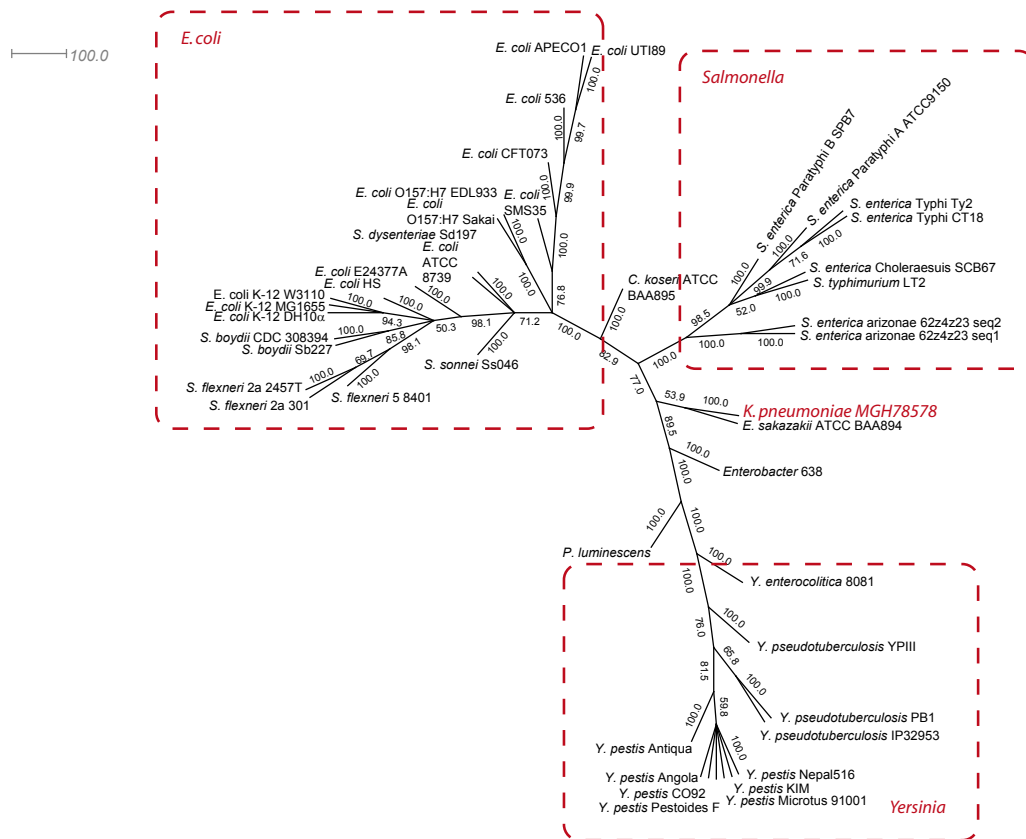 E. coli
100.0
E. coli APECO1
E. coli UTI89
100.0
E. coli 536
100.0
99.7
E. coli CFT073
100.0
99.9
E. coli O157:H7 EDL933
E. coli
O157:H7 Sakai
E. coli
SMS35
100.0
100.0
S. dysenteriae Sd197
E. coli
ATCC
8739
100.0
76.8
E. coli E24377A
E. coli HS
100.0
100.0
E. coli K-12 W3110
E. coli K-12 MG1655
E. coli K-12 DH10α
100.0
94.3
50.3
98.1
71.2
100.0
S. boydii CDC 308394
S. boydii Sb227
100.0
85.8
98.1
69.7
S. sonnei Ss046
100.0
S. flexneri 2a 2457T
S. flexneri 2a 301
100.0
S. flexneri 5 8401
100.0
C. koseri ATCC
BAA895
100.0
82.9
Salmonella
S. enterica Paratyphi B SPB7
S. enterica Paratyphi A ATCC9150
S. enterica Typhi Ty2
S. enterica Typhi CT18
100.0
100.0
71.6
100.0
99.9
S. enterica Choleraesuis SCB67
S. typhimurium LT2
100.0
52.0
98.5
S. enterica arizonae 62z4z23 seq2
S. enterica arizonae 62z4z23 seq1
100.0
100.0
100.0
77.0
53.9
100.0
K. pneumoniae MGH78578
E. sakazakii ATCC BAA894
89.5
100.0
Enterobacter 638
100.0
100.0
P. luminescens
100.0
100.0
Y. enterocolitica 8081
100.0
100.0
Y. pseudotuberculosis YPIII
76.0
65.8
100.0
Y. pseudotuberculosis PB1
Y. pseudotuberculosis IP32953
81.5
100.0
59.8
Y. pestis Antiqua
100.0
Y. pestis Angola
Y. pestis Nepal516
Y. pestis CO92
Y. pestis KIM
Y. pestis Pestoides F
Y. pestis Microtus 91001
Yersinia